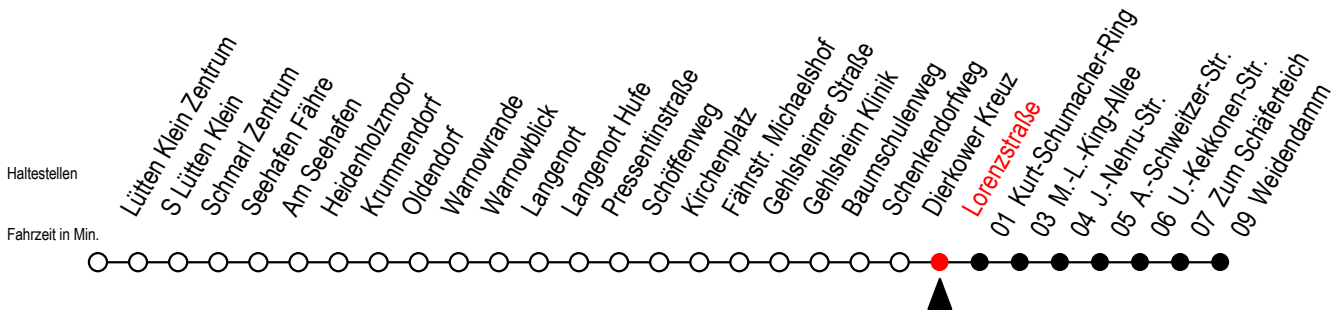 Haltestellen
Fahrzeit in Min.
Lütten Klein Zentrum
S Lütten Klein
Schmarl Zentrum
Seehafen Fähre
Am Seehafen
Heidenholzmoor
Krummendorf
Oldendorf
Warnowrande
Warnowblick
Langenort
Langenort Hufe
Pressentinstraße
Schöffenweg
Kirchenplatz
Fährstr. Michaelshof
Gehlsheimer Straße
Gehlsheim Klinik
Baumschulenweg
Schenkendorfweg
Dierkower Kreuz
Lorenzstraße
01 Kurt-Schumacher-Ring
03 M.-L.-King-Allee
04 J.-Nehru-Str.
05 A.-Schweitzer-Str.
06 U.-Kekkonen-Str.
07 Zum Schäferteich
09 Weidendamm